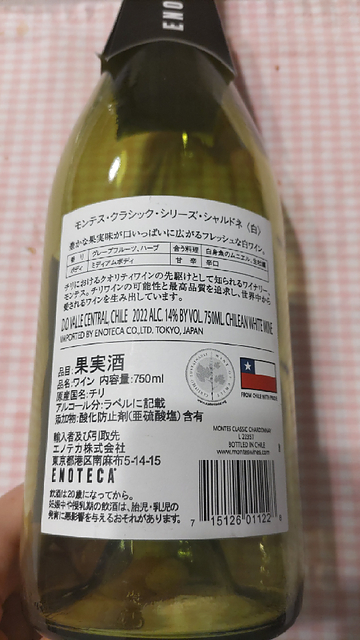 ENO
モンテス・クラシック・シリーズ・シャルドネ〈白〉
豊かな果実味が口いっぱいに広がるフレッシュな白ワイン。
香り グレープフルーツ、ハーブ 合う料理 白身魚のムニエル、
ボディ ミディアムボディ 甘辛 辛口
チリにおけるクオリティワインの先駆けとして知られるワイナリー、
モンテス。チリワインの可能性と最高品質を追求し、世界中から
愛されるワインを生み出しています。
D.O.VALLE CENTRAL, CHILE 2022 ALC. 14% BY VOL. 750ML. CHILEAN WHITE WINE
IMPORTED BY ENOTECA CO.,LTD. TOKYO, JAPAN
品目:果実酒
品名:ワイン 内容量:750ml
原産国名:チリ
アルコール分:ラベルに記載
添加物:酸化防止剤(亜硫酸塩)含有
FROM CHILE WITH PRIDE
輸入者及び引取先
エノテカ株式会社
東京都港区南麻布5-14-15
ENOTECA
MONTES CLASSIC CHARDONNAY
BOTTLED IN CHILE
www.monteswines.com
飲酒は20歳になってから。
妊娠中や授乳期の飲酒は、胎児・乳児の
発育に悪影響を与えるおそれがあります。
7 15126 01122